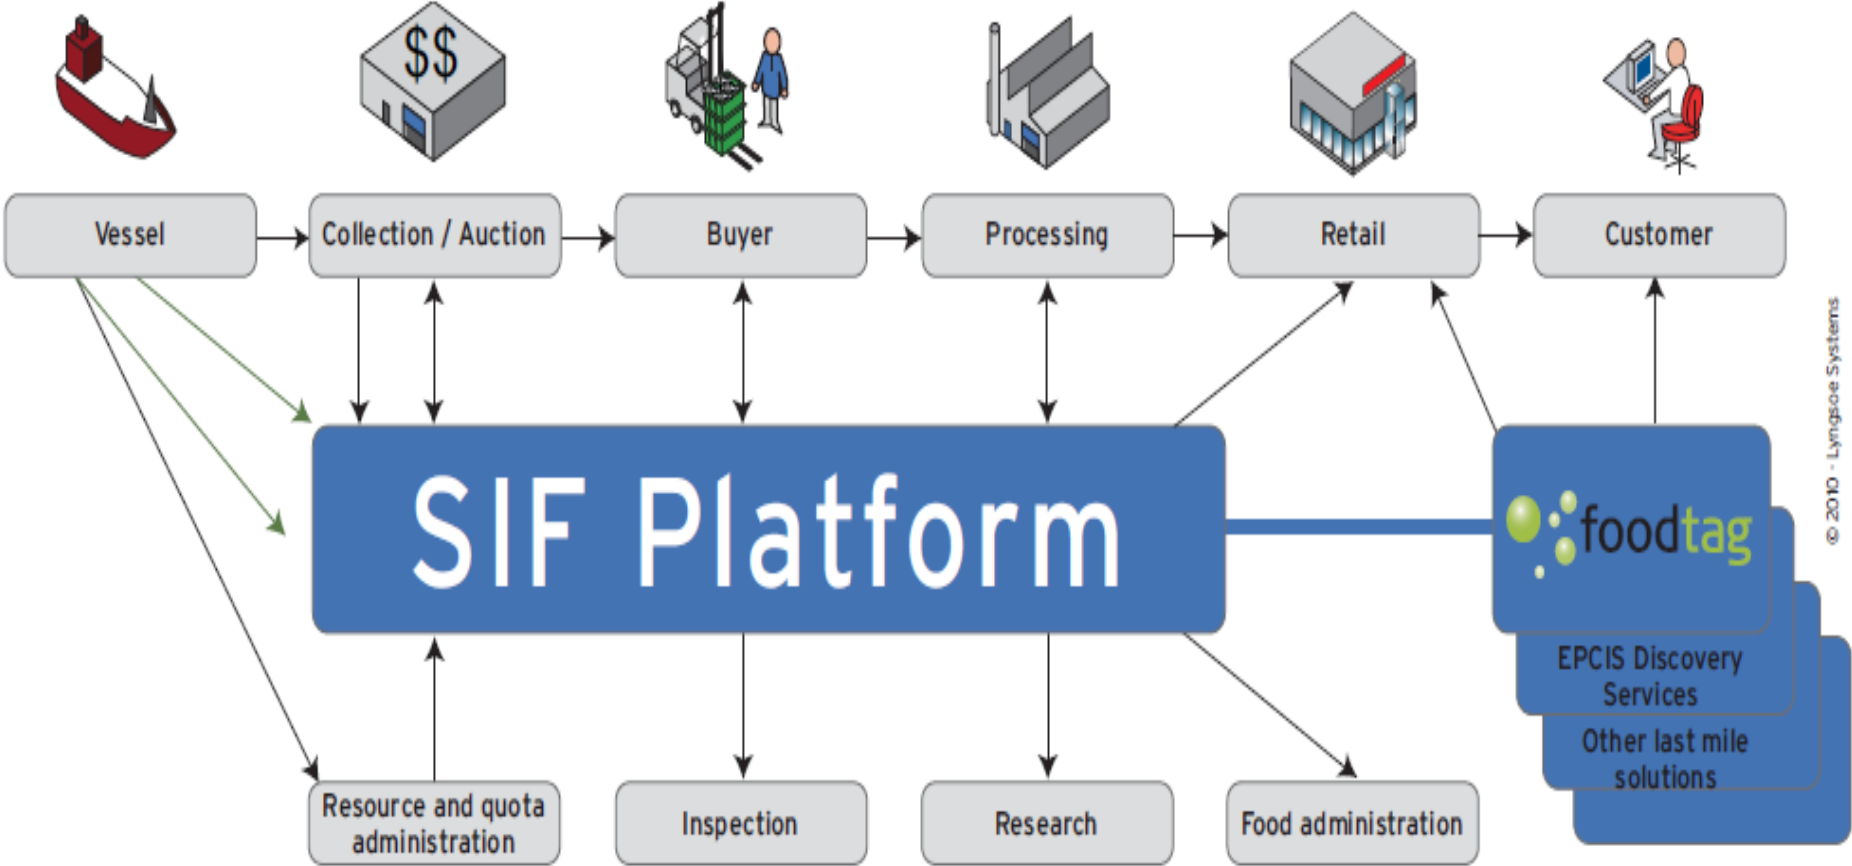 $$
Vessel
Collection / Auction
Buyer
Processing
Retail
Customer
© 2010 - Lyngsoe Systems
SIF Platform
foodtag
EPCIS Discovery
Services
Other last mile
solutions
Resource and quota
administration
Inspection
Research
Food administration